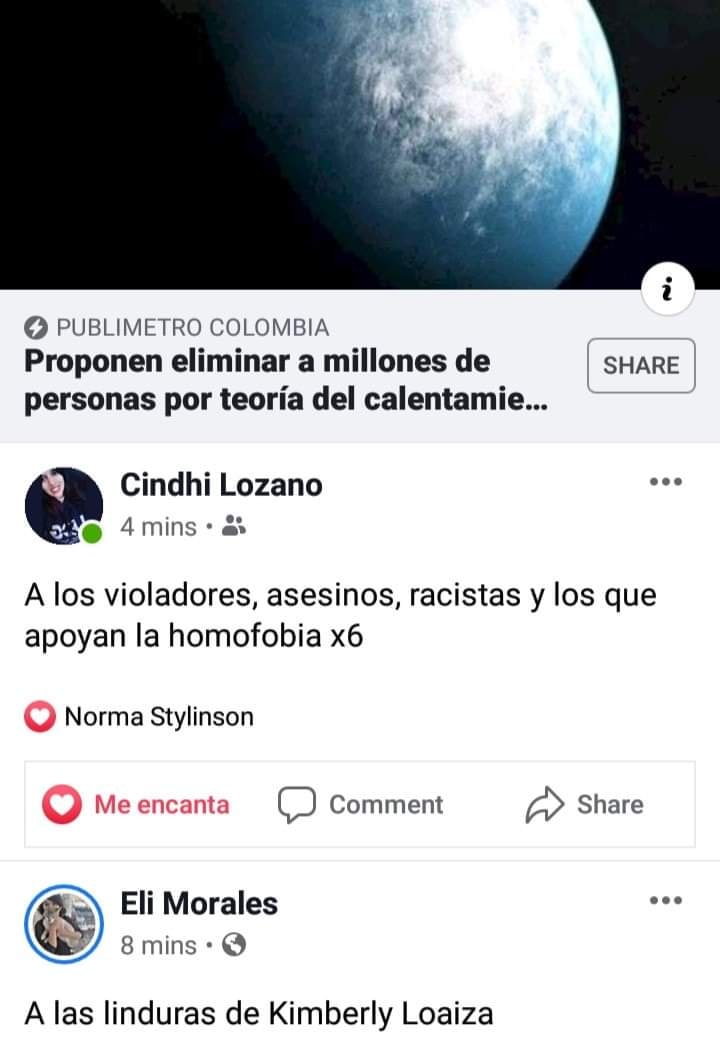 i
PUBLIMETRO COLOMBIA
Proponen eliminar a millones de
personas por teoría del calentamie...
SHARE
Cindhi Lozano
4 mins •
A los violadores, asesinos, racistas y los que
apoyan la homofobia x6
Norma Stylinson
Me encanta Comment Share
Eli Morales
8 mins •
A las linduras de Kimberly Loaiza